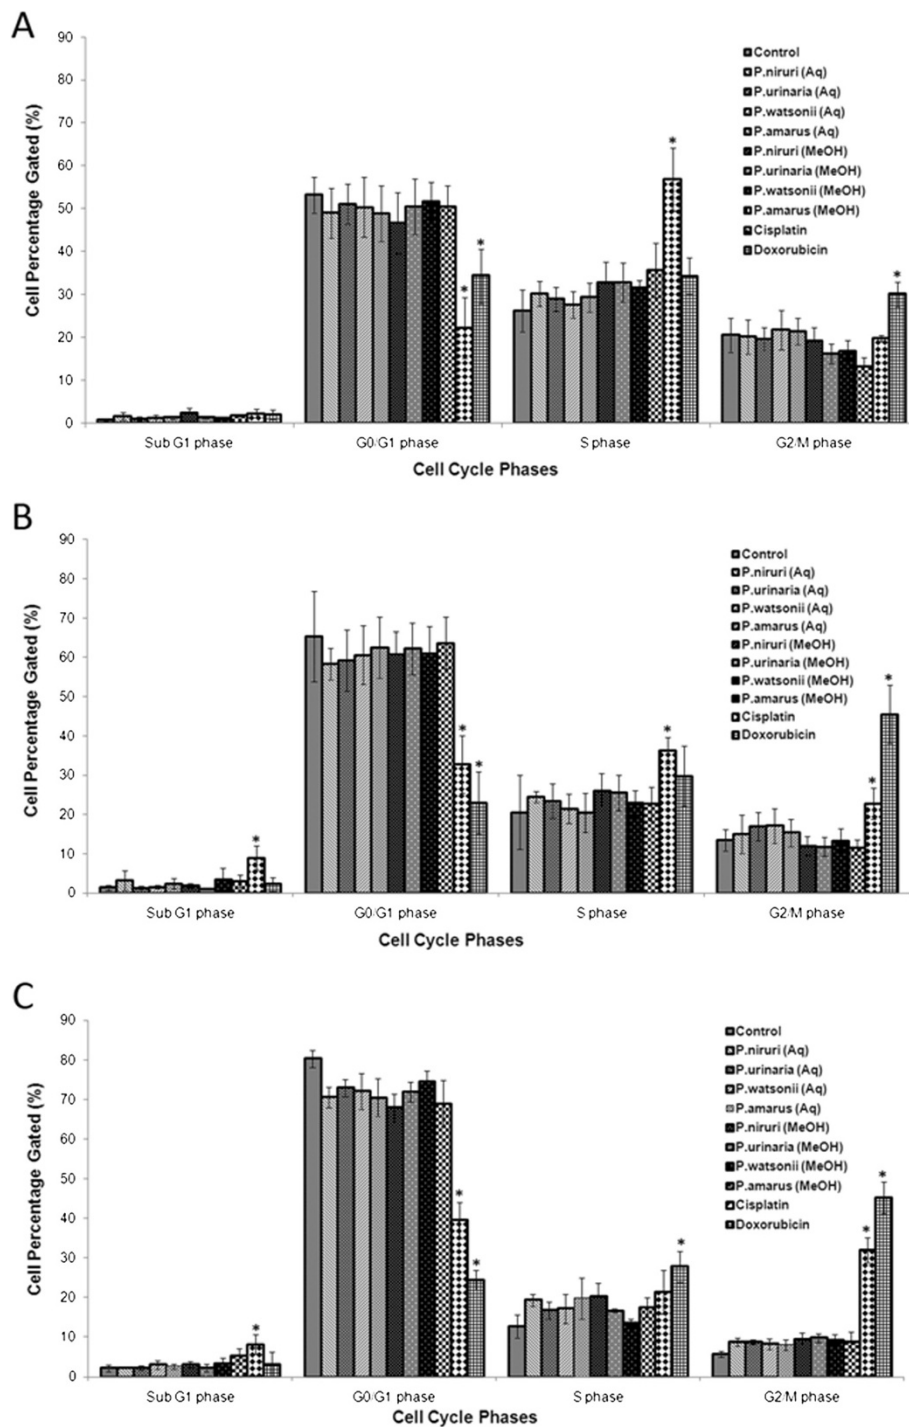 A
90
80
70
60
50
40
30
20
10
0
Cell Percentage Gated (%)
Control
P.niruri (Aq)
P.urinaria (Aq)
P.watsonii (Aq)
P.amarus (Aq)
P.niruri (MeOH)
P.urinaria (MeOH)
P.watsonii (MeOH)
P.amarus (MeOH)
Cisplatin
Doxorubicin
* * * *
Sub G1 phase G0/G1 phase S phase G2/M phase
Cell Cycle Phases
B
90
80
70
60
50
40
30
20
10
0
Cell Percentage Gated (%)
Control
P.niruri (Aq)
P.urinaria (Aq)
P.watsonii (Aq)
P.amarus (Aq)
P.niruri (MeOH)
P.urinaria (MeOH)
P.watsonii (MeOH)
P.amarus (MeOH)
Cisplatin
Doxorubicin
* * * * * *
Sub G1 phase G0/G1 phase S phase G2/M phase
Cell Cycle Phases
C
90
80
70
60
50
40
30
20
10
0
Cell Percentage Gated (%)
Control
P.niruri (Aq)
P.urinaria (Aq)
P.watsonii (Aq)
P.amarus (Aq)
P.niruri (MeOH)
P.urinaria (MeOH)
P.watsonii (MeOH)
P.amarus (MeOH)
Cisplatin
Doxorubicin
* * * * * *
Sub G1 phase G0/G1 phase S phase G2/M phase
Cell Cycle Phases